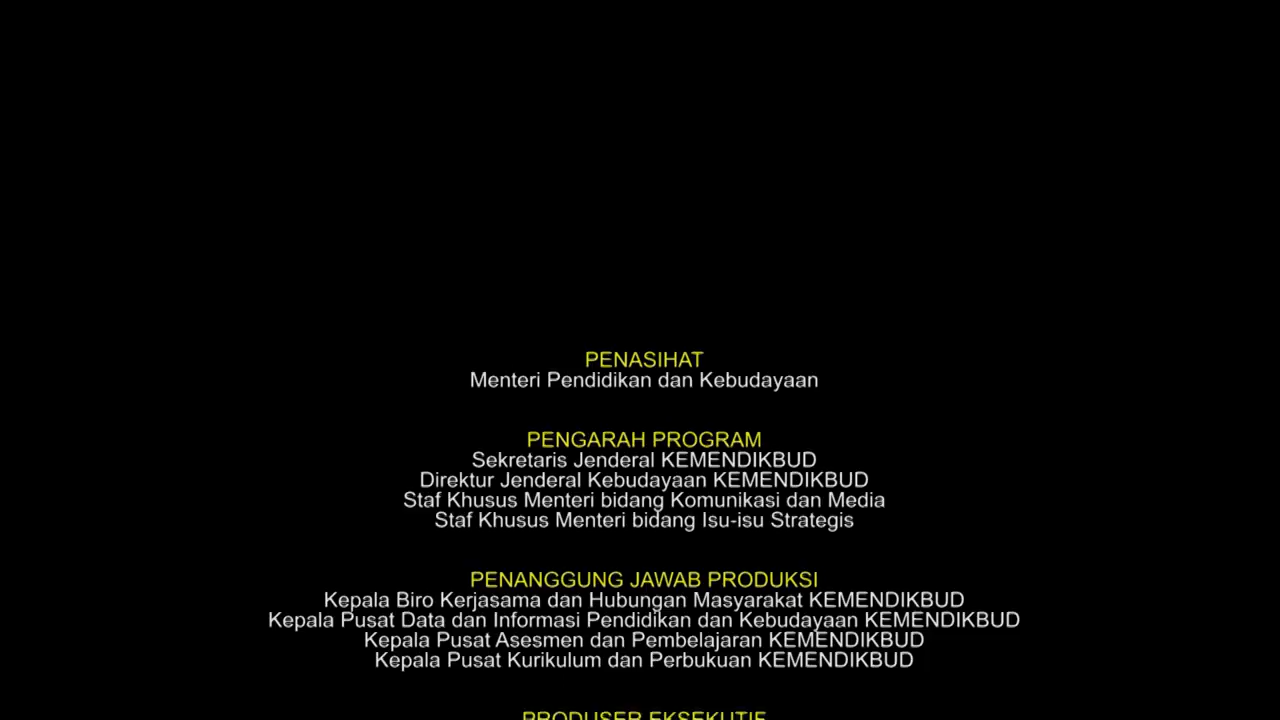 PENASIHAT
Menteri Pendidikan dan Kebudayaan
PENGARAH PROGRAM
Sekretaris Jenderal KEMENDIKBUD
Direktur Jenderal Kebudayaan KEMENDIKBUD
Staf Khusus Menteri bidang Komunikasi dan Media
Staf Khusus Menteri bidang Isu-isu Strategis
PENANGGUNG JAWAB PRODUKSI
Kepala Biro Kerjasama dan Hubungan Masyarakat KEMENDIKBUD
Kepala Pusat Data dan Informasi Pendidikan dan Kebudayaan KEMENDIKBUD
Kepala Pusat Asesmen dan Pembelajaran KEMENDIKBUD
Kepala Pusat Kurikulum dan Perbukuan KEMENDIKBUD
PRODUSER EKSEKUTIF